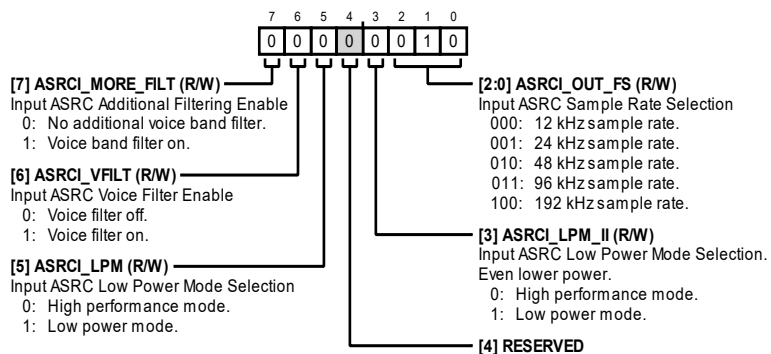 7 6 5 4 3 2 1 0
0 0 0 0 0 0 1 0
[7] ASRCI_MORE_FILT (R/W)
Input ASRC Additional Filtering Enable
0: No additional voice band filter.
1: Voice band filter on.
[6] ASRCI_VFILT (R/W)
Input ASRC Voice Filter Enable
0: Voice filter off.
1: Voice filter on.
[5] ASRCI_LPM (R/W)
Input ASRC Low Power Mode Selection
0: High performance mode.
1: Low power mode.
[2:0] ASRCI_OUT_FS (R/W)
Input ASRC Sample Rate Selection
000: 12 kHz sample rate.
001: 24 kHz sample rate.
010: 48 kHz sample rate.
011: 96 kHz sample rate.
100: 192 kHz sample rate.
[3] ASRCI_LPM_II (R/W)
Input ASRC Low Power Mode Selection.
Even lower power.
0: High performance mode.
1: Low power mode.
[4] RESERVED